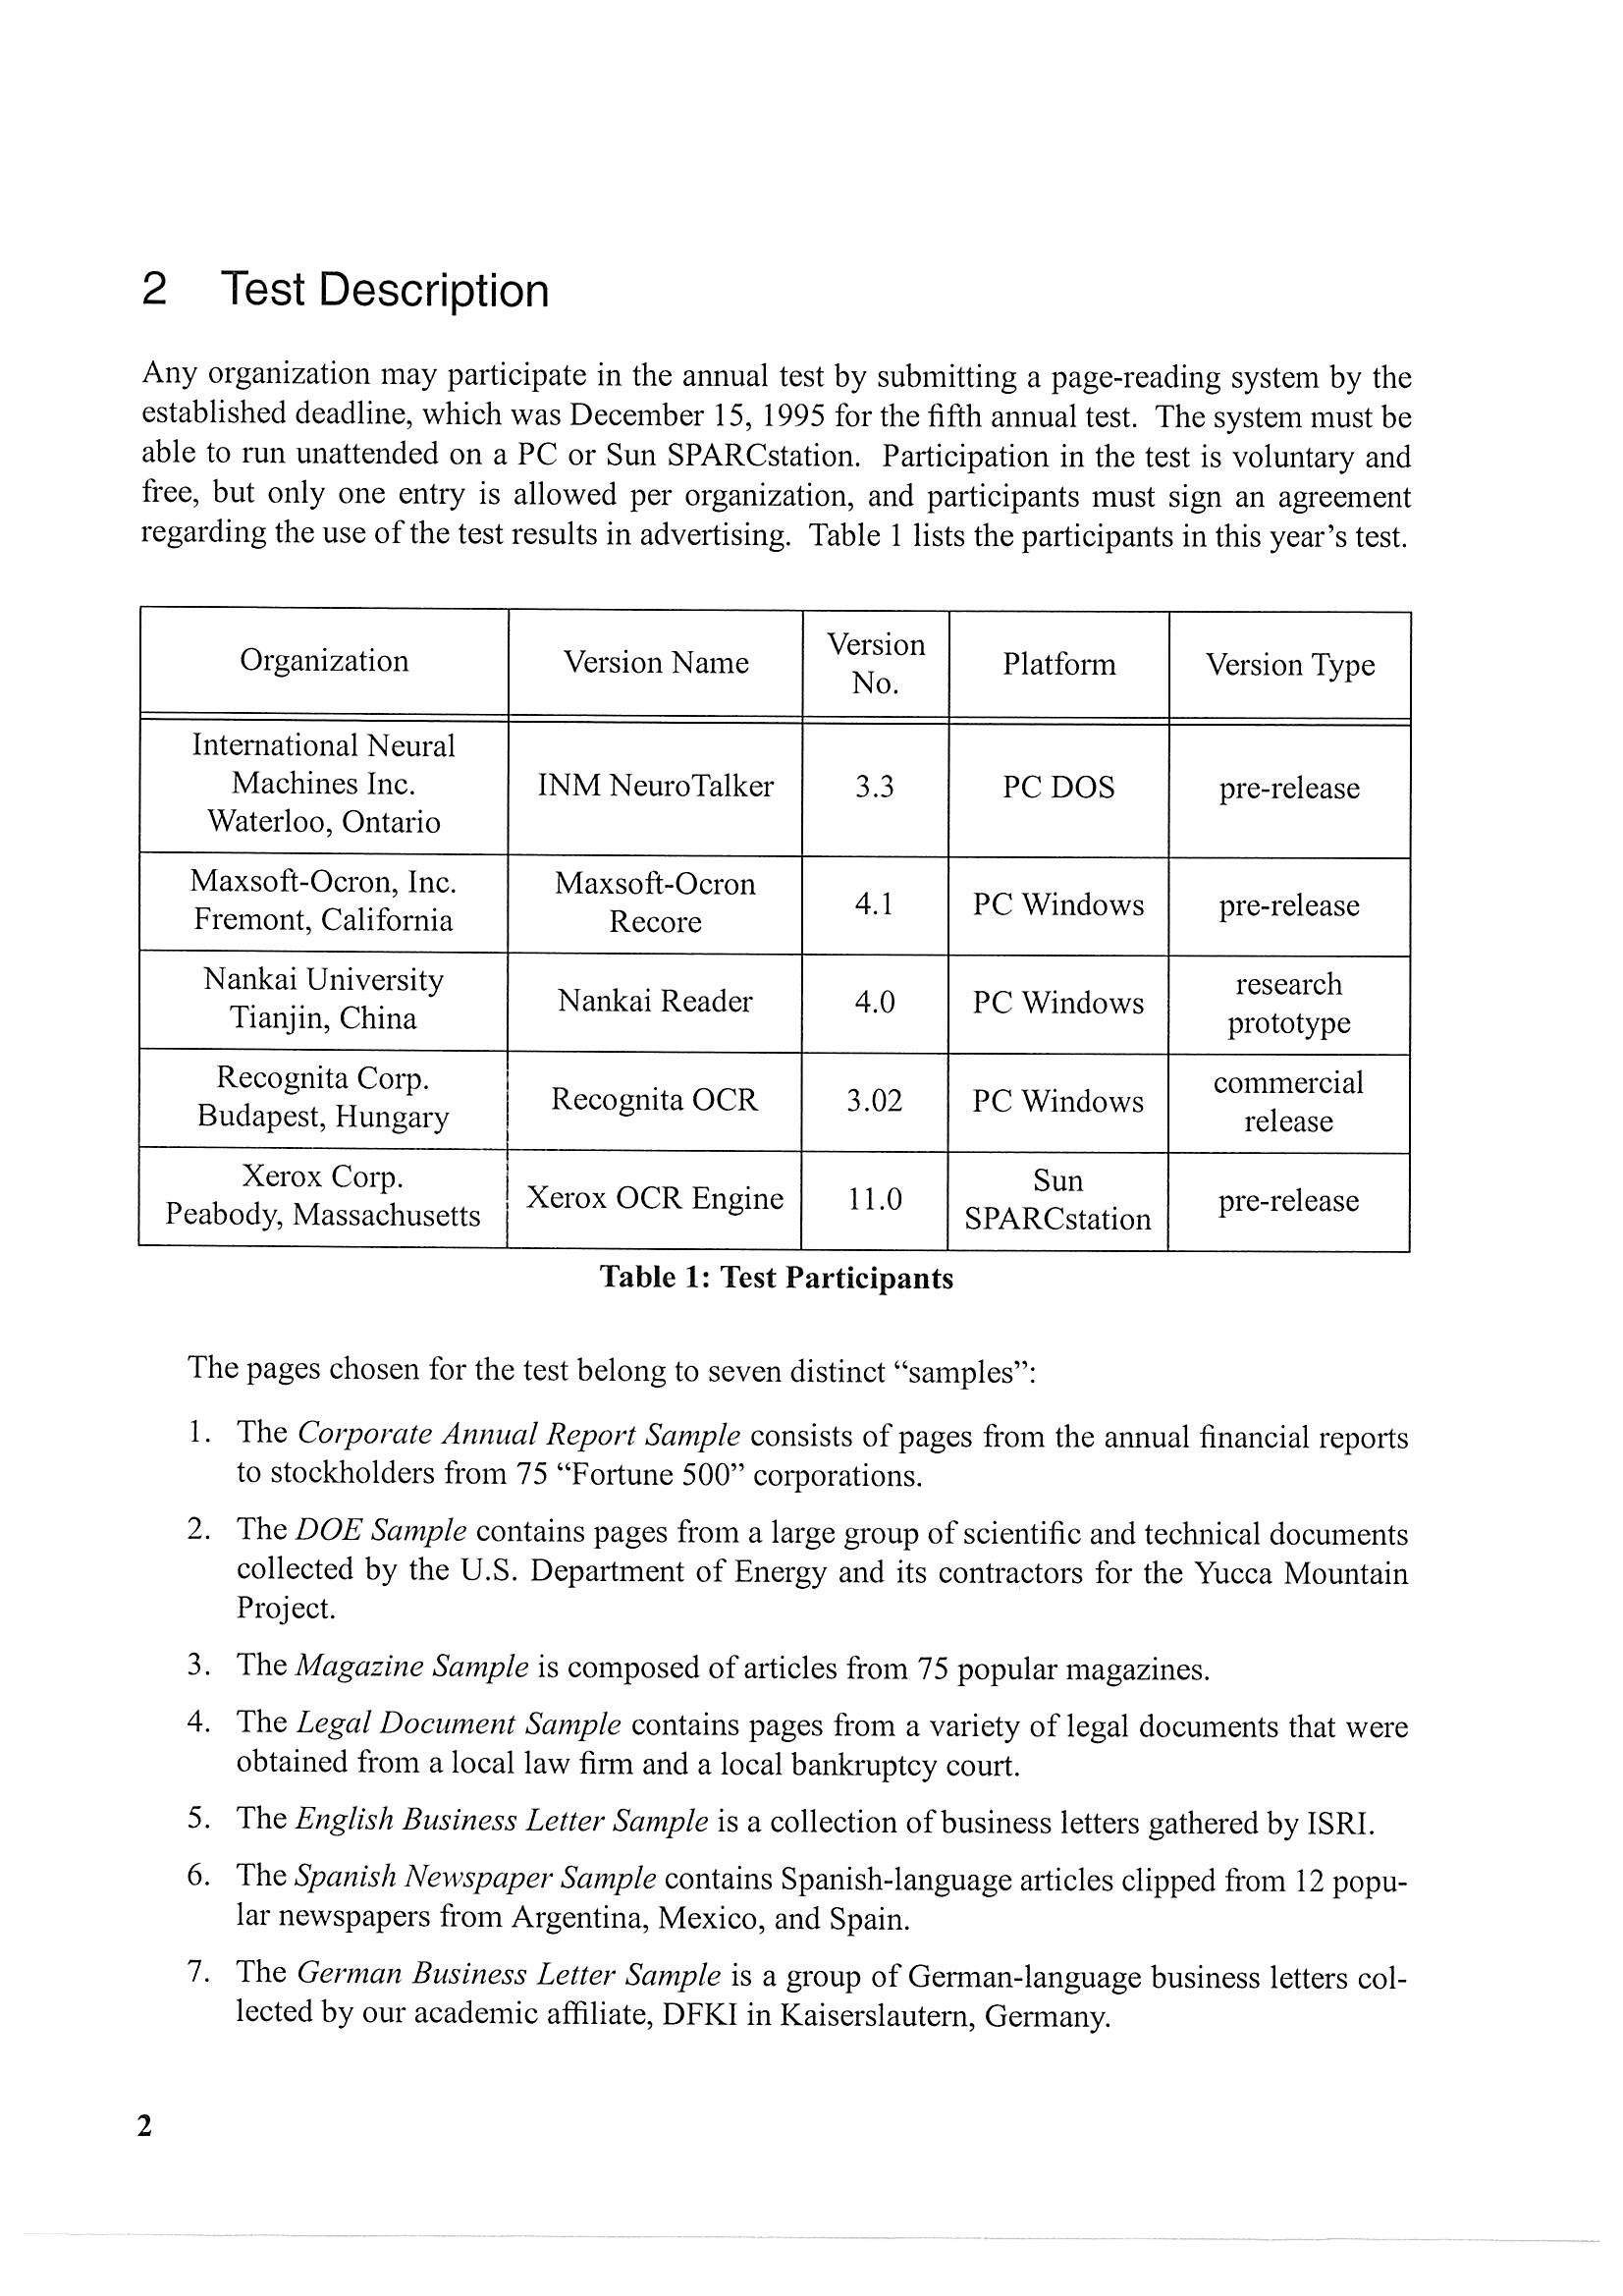 2 Test Description
Any organization may participate in the annual test by submitting a page-reading system by the
established deadline, which was December 15, 1995 for the fifth annual test. The system must be
able to run unattended on a PC or Sun SPARCstation. Participation in the test is voluntary and
free, but only one entry is allowed per organization, and participants must sign an agreement
regarding the use of the test results in advertising. Table 1 lists the participants in this year's test.
Organization Version Name Version No. Platform Version Type
International Neural
Machines Inc.
Waterloo, Ontario
INM NeuroTalker 3.3 PC DOS pre-release
Maxsoft-Ocron, Inc.
Fremont, California
Maxsoft-Ocron
Recore
4.1 PC Windows pre-release
Nankai University
Tianjin, China
Nankai Reader 4.0 PC Windows
research
prototype
Recognita Corp.
Budapest, Hungary
Recognita OCR 3.02 PC Windows
commercial
release
Xerox Corp.
Peabody, Massachusetts
Xerox OCR Engine 11.0
Sun
SPARCstation
pre-release
Table 1: Test Participants
The pages chosen for the test belong to seven distinct “samples”:
1. The Corporate Annual Report Sample consists of pages from the annual financial reports
to stockholders from 75 “Fortune 500” corporations.
2. The DOE Sample contains pages from a large group of scientific and technical documents
collected by the U.S. Department of Energy and its contractors for the Yucca Mountain
Project.
3. The Magazine Sample is composed of articles from 75 popular magazines.
4. The Legal Document Sample contains pages from a variety of legal documents that were
obtained from a local law firm and a local bankruptcy court.
5. The English Business Letter Sample is a collection of business letters gathered by ISRI.
6. The Spanish Newspaper Sample contains Spanish-language articles clipped from 12 popu-
lar newspapers from Argentina, Mexico, and Spain.
7. The German Business Letter Sample is a group of German-language business letters col-
lected by our academic affiliate, DFKI in Kaiserslautern, Germany.
2